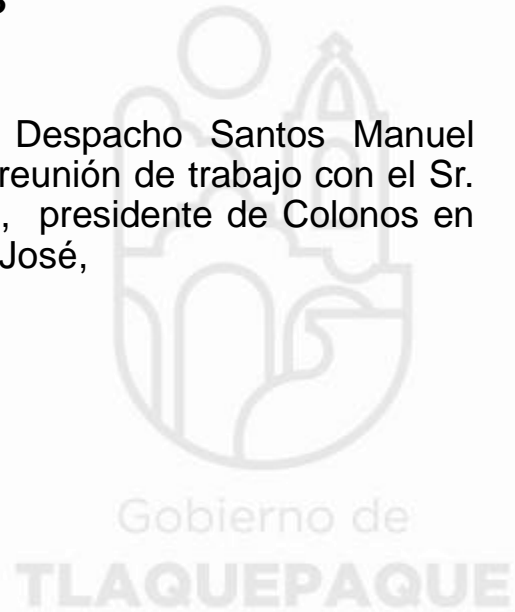 Despacho Santos Manuel
reunión de trabajo con el Sr.
, presidente de Colonos en
José,
Gobierno de
TLAQUEPAQUE